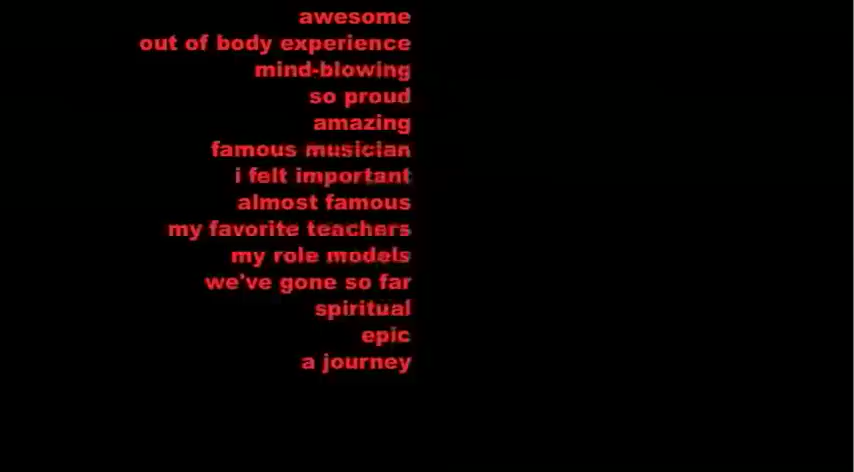 awesome
out of body experience
mind-blowing
so proud
amazing
famous musician
i felt important
almost famous
my favorite teachers
my role models
we've gone so far
spiritual
epic
a journey